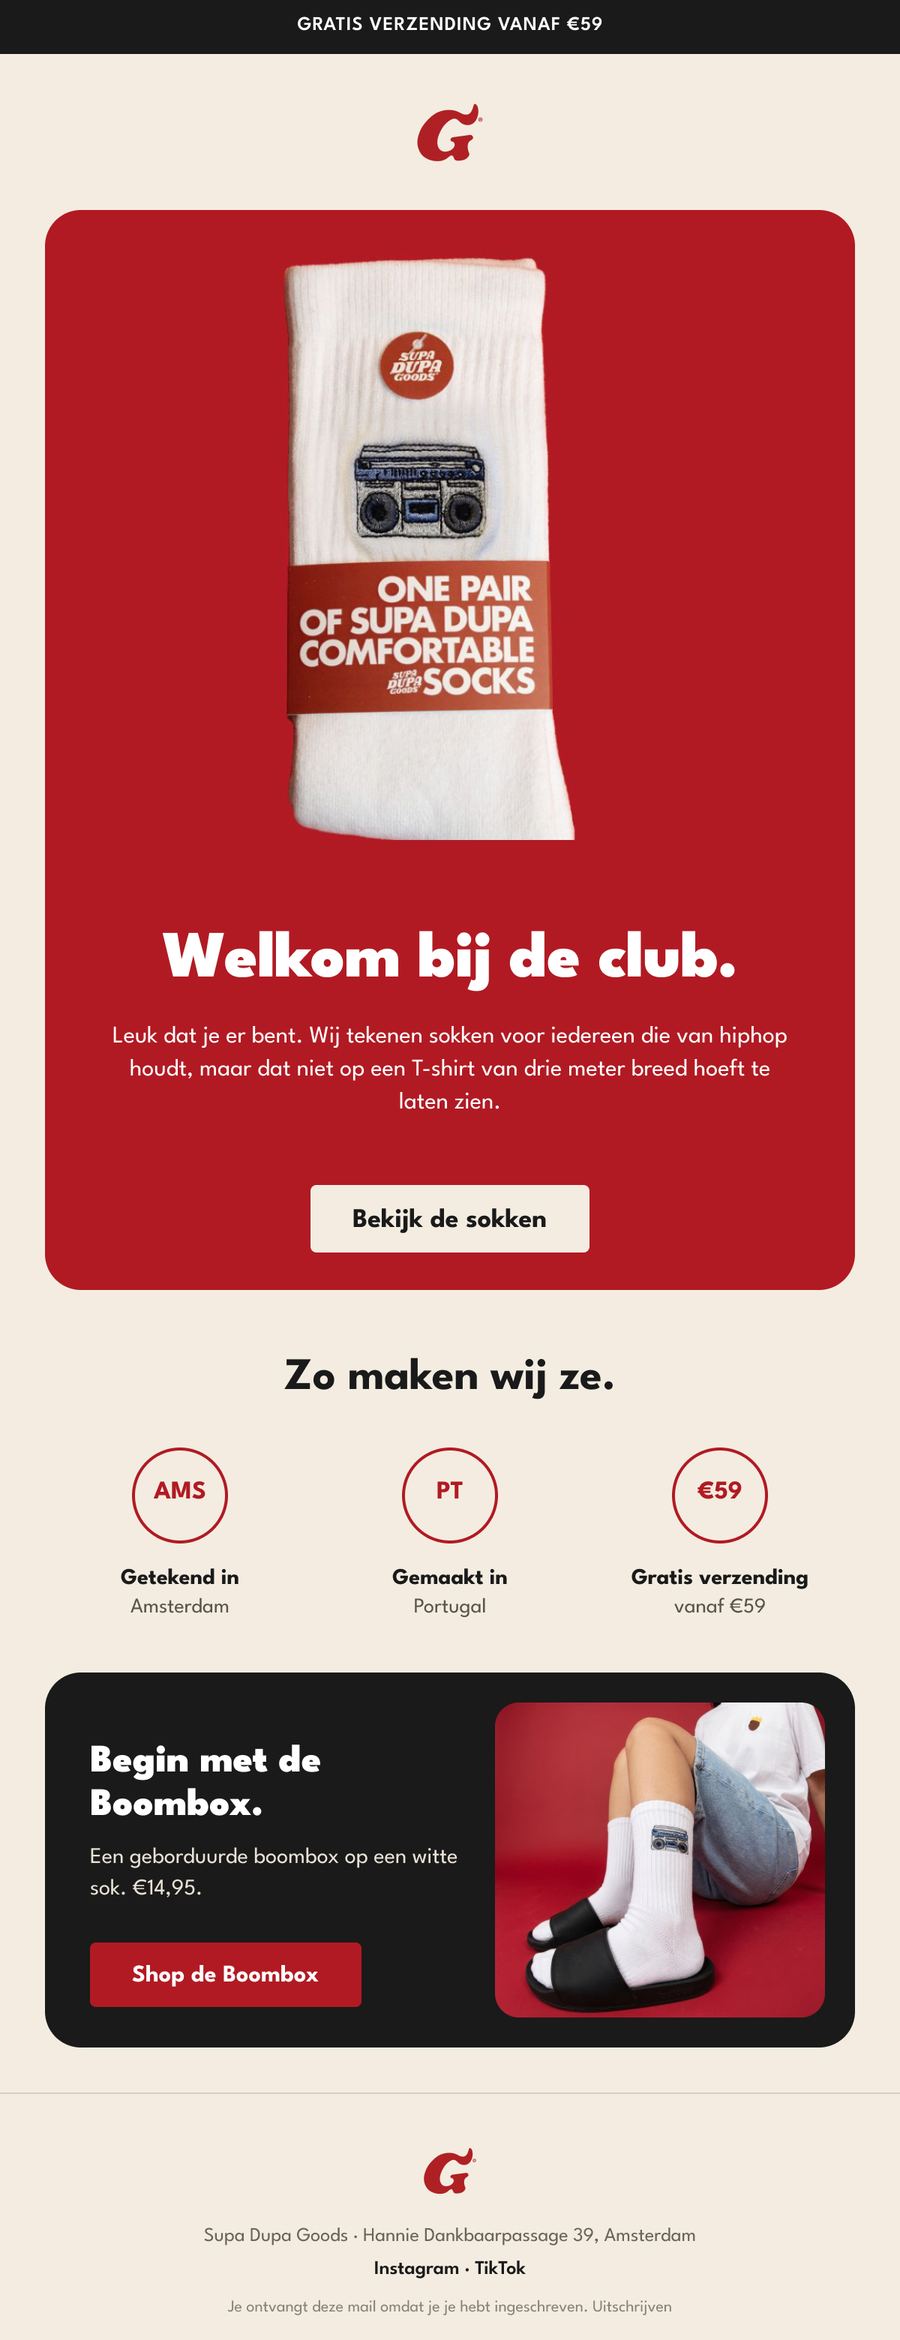 GRATIS VERZENDING VANAF €59
G
SUPA
DUPA
GOODS
ONE PAIR
OF SUPA DUPA
COMFORTABLE
SUPA DUPA GOODS SOCKS
Welkom bij de club.
Leuk dat je er bent. Wij tekenen sokken voor iedereen die van hiphop
houdt, maar dat niet op een T-shirt van drie meter breed hoeft te
laten zien.
Bekijk de sokken
Zo maken wij ze.
AMS
PT
€59
Getekend in
Amsterdam
Gemaakt in
Portugal
Gratis verzending
vanaf €59
Begin met de
Boombox.
Een geborduurde boombox op een witte
sok. €14,95.
Shop de Boombox
G
Supa Dupa Goods · Hannie Dankbaarpassage 39, Amsterdam
Instagram · TikTok
Je ontvangt deze mail omdat je je hebt ingeschreven. Uitschrijven